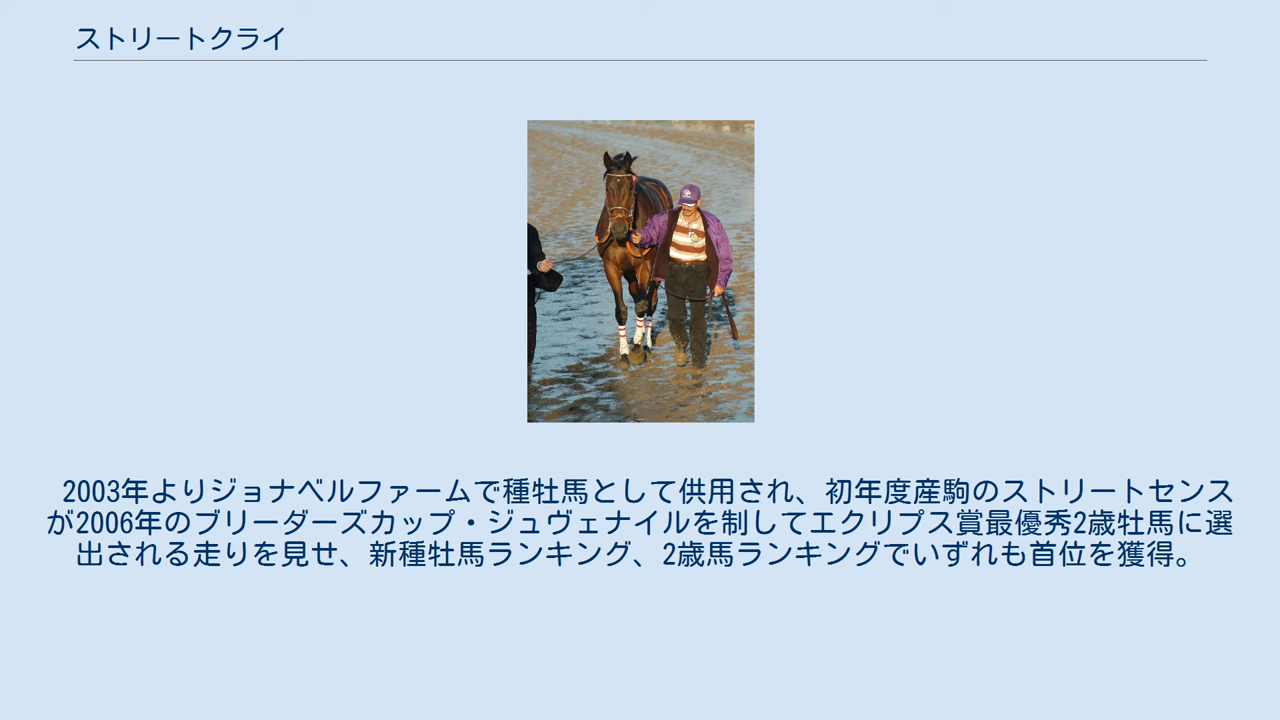 ストリートクライ
2003年よりジョナベルファームで種牡馬として供用され、初年度産駒のストリートセンス
が2006年のブリーダーズカップ・ジュヴェナイルを制してエクリプス賞最優秀2歳牡馬に選
出される走りを見せ、新種牡馬ランキング、2歳馬ランキングでいずれも首位を獲得。